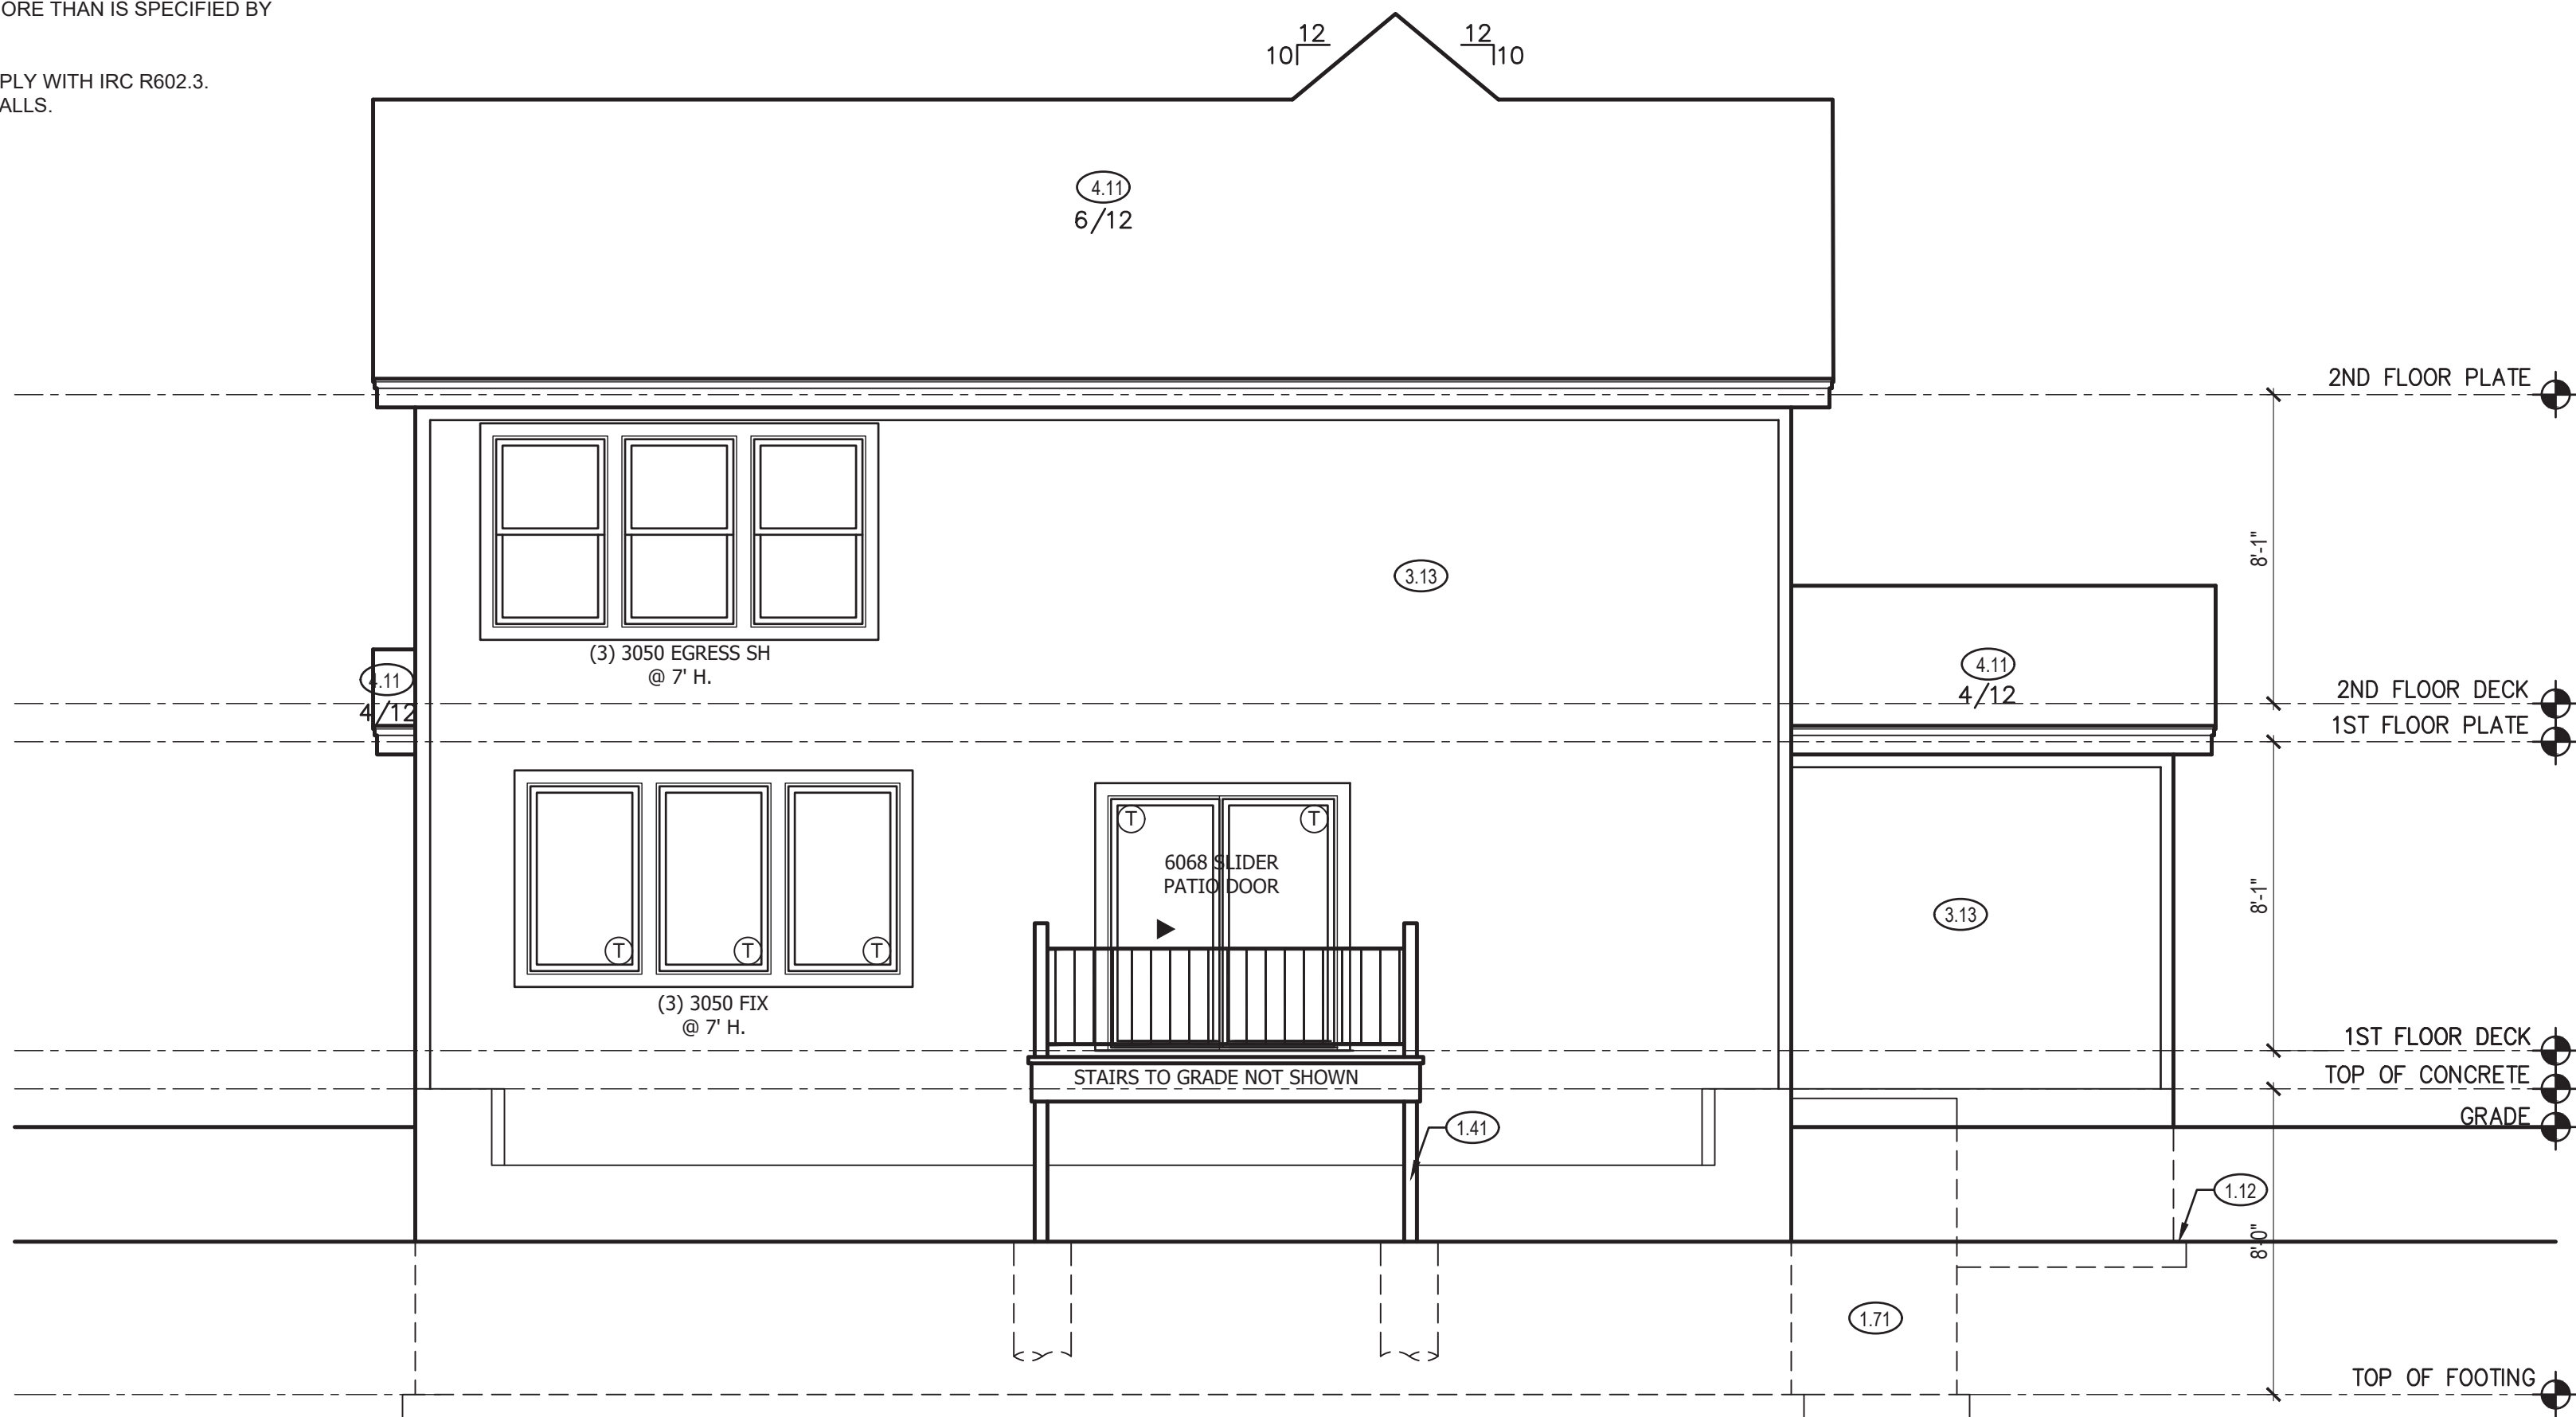 ORE THAN IS SPECIFIED BY
PLY WITH IRC R602.3.
ALLS.
12
10
12
10
4.11
6/12
2ND FLOOR PLATE
8'-1"
3.13
(3) 3050 EGRESS SH
@ 7' H.
4.11
4/12
4.11
4/12
2ND FLOOR DECK
1ST FLOOR PLATE
T
T
6068 SLIDER
PATIO DOOR
8'-1"
3.13
T
T
T
(3) 3050 FIX
@ 7' H.
1ST FLOOR DECK
STAIRS TO GRADE NOT SHOWN
TOP OF CONCRETE
GRADE
1.41
1.12
8'-0"
1.71
TOP OF FOOTING